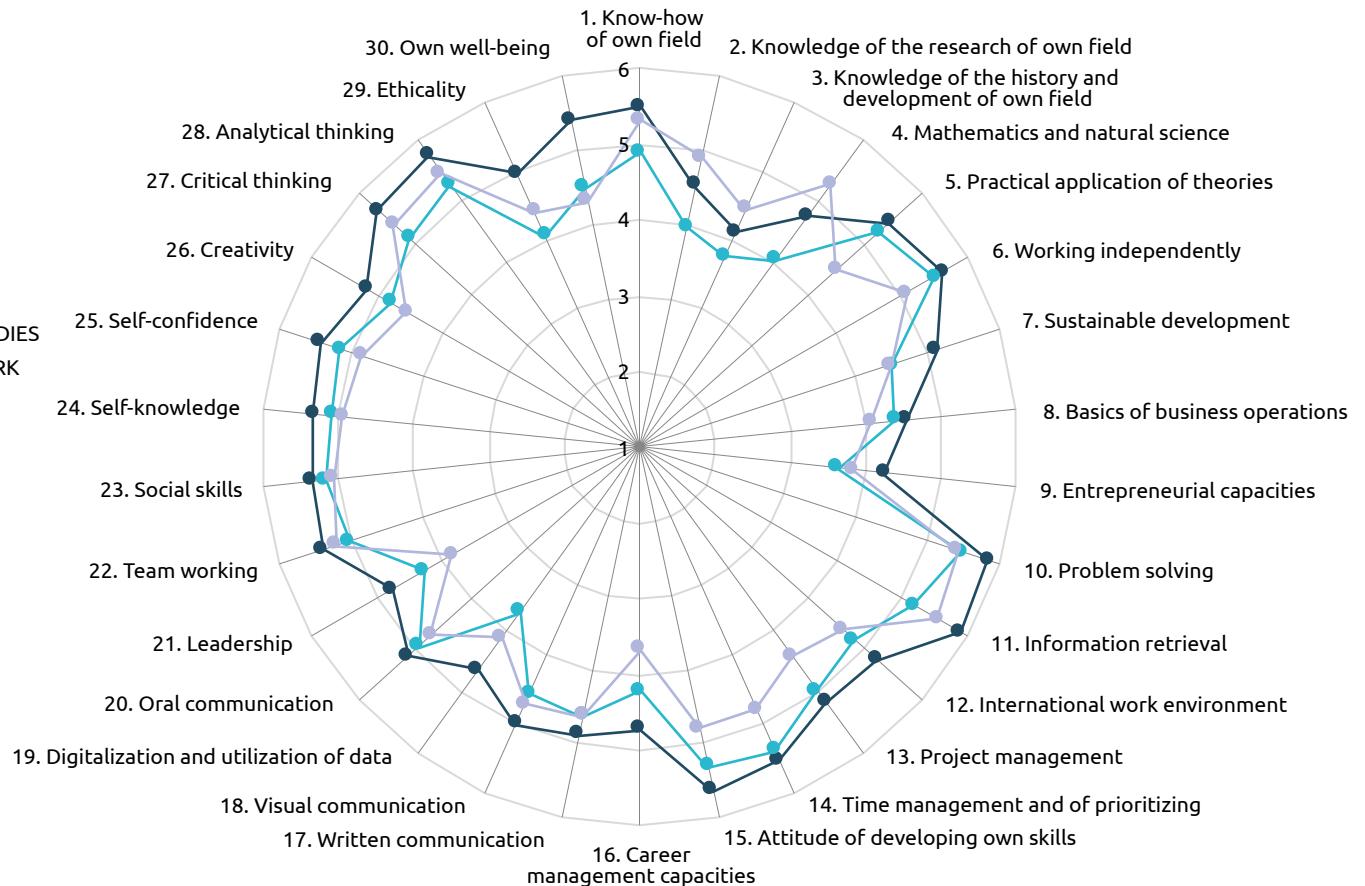 1. Know-how
of own field
2. Knowledge of the research of own field
3. Knowledge of the history and
development of own field
4. Mathematics and natural science
5. Practical application of theories
6. Working independently
7. Sustainable development
8. Basics of business operations
9. Entrepreneurial capacities
10. Problem solving
11. Information retrieval
12. International work environment
13. Project management
14. Time management and of prioritizing
15. Attitude of developing own skills
16. Career
management capacities
17. Written communication
18. Visual communication
19. Digitalization and utilization of data
20. Oral communication
21. Leadership
22. Team working
23. Social skills
24. Self-knowledge
25. Self-confidence
26. Creativity
27. Critical thinking
28. Analytical thinking
29. Ethicality
30. Own well-being
6
5
4
3
2
1
DIES
RK